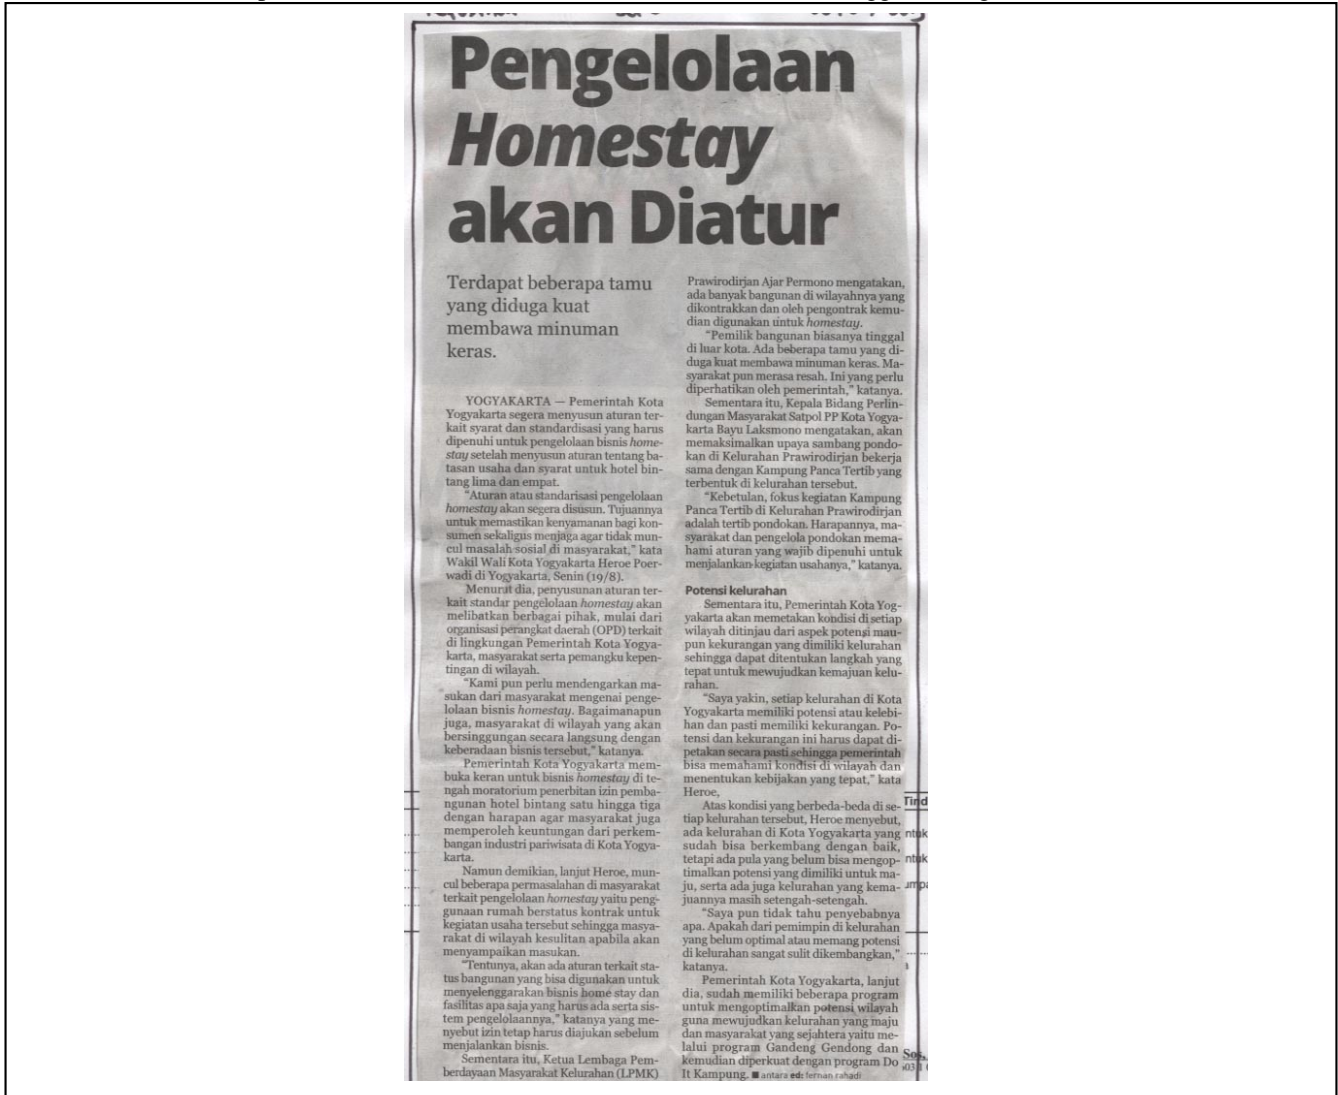 Pengelolaan
Homestay
akan Diatur
Terdapat beberapa tamu
yang diduga kuat
membawa minuman
keras.
YOGYAKARTA — Pemerintah Kota
Yogyakarta segera menyusun aturan ter-
kait syarat dan standardisasi yang harus
dipenuhi untuk pengelolaan bisnis home-
stay setelah menyusun aturan tentang ba-
tasan usaha dan syarat untuk hotel bin-
tang lima dan empat.
"Aturan atau standarisasi pengelolaan
homestay akan segera disusun. Tujuannya
untuk memastikan kenyamanan bagi kon-
sumen sekaligus menjaga agar tidak mun-
cul masalah sosial di masyarakat," kata
Wakil Wali Kota Yogyakarta Heroe Poer-
wadi di Yogyakarta, Senin (19/8).
Menurut dia, penyusunan aturan ter-
kait standar pengelolaan homestay akan
melibatkan berbagai pihak, mulai dari
organisasi perangkat daerah (OPD) terkait
di lingkungan Pemerintah Kota Yogya-
karta, masyarakat serta pemangku kepen-
tingan di wilayah.
"Kami pun perlu mendengarkan ma-
sukan dari masyarakat mengenai penge-
lolaan bisnis homestay. Bagaimanapun
juga, masyarakat di wilayah yang akan
bersinggungan secara langsung dengan
keberadaan bisnis tersebut," katanya.
Pemerintah Kota Yogyakarta mem-
buka keran untuk bisnis homestay di te-
ngah moratorium penerbitan izin pemba-
ngunan hotel bintang satu hingga tiga
dengan harapan agar masyarakat juga
memperoleh keuntungan dari perkem-
bangan industri pariwisata di Kota Yogya-
karta.
Namun demikian, lanjut Heroe, mun-
cul beberapa permasalahan di masyarakat
terkait pengelolaan homestay yaitu peng-
gunaan rumah berstatus kontrak untuk
kegiatan usaha tersebut sehingga masya-
rakat di wilayah kesulitan apabila akan
menyampaikan masukan.
"Tentunya, akan ada aturan terkait sta-
tus bangunan yang bisa digunakan untuk
menyelenggarakan bisnis home stay dan
fasilitas apa saja yang harus ada serta sis-
tem pengelolaannya," katanya yang me-
nyebut izin tetap harus diajukan sebelum
menjalankan bisnis.
Sementara itu, Ketua Lembaga Pem-
berdayaan Masyarakat Kelurahan (LPMK)
Prawirodirjan Ajar Permono mengatakan,
ada banyak bangunan di wilayahnya yang
dikontrakkan dan oleh pengontrak kemu-
dian digunakan untuk homestay.
"Pemilik bangunan biasanya tinggal
di luar kota. Ada beberapa tamu yang di-
duga kuat membawa minuman keras. Ma-
syarakat pun merasa resah. Ini yang perlu
diperhatikan oleh pemerintah," katanya.
Sementara itu, Kepala Bidang Perlin-
dungan Masyarakat Satpol PP Kota Yogya-
karta Bayu Laksmono mengatakan, akan
memaksimalkan upaya sambang pondo-
kan di Kelurahan Prawirodirjan bekerja
sama dengan Kampung Panca Tertib yang
terbentuk di kelurahan tersebut.
"Kebetulan, fokus kegiatan Kampung
Panca Tertib di Kelurahan Prawirodirjan
adalah tertib pondokan. Harapannya, ma-
syarakat dan pengelola pondokan mema-
hami aturan yang wajib dipenuhi untuk
menjalankan kegiatan usahanya," katanya.
Potensi kelurahan
Sementara itu, Pemerintah Kota Yog-
yakarta akan memetakan kondisi di setiap
wilayah ditinjau dari aspek potensi mau-
pun kekurangan yang dimiliki kelurahan
sehingga dapat ditentukan langkah yang
tepat untuk mewujudkan kemajuan kelu-
rahan.
"Saya yakin, setiap kelurahan di Kota
Yogyakarta memiliki potensi atau kelebi-
han dan pasti memiliki kekurangan. Po-
tensi dan kekurangan ini harus dapat di-
petakan secara pasti sehingga pemerintah
bisa memahami kondisi di wilayah dan
menentukan kebijakan yang tepat," kata
Heroe,
Atas kondisi yang berbeda-beda di se-
tiap kelurahan tersebut, Heroe menyebut,
ada kelurahan di Kota Yogyakarta yang
sudah bisa berkembang dengan baik,
tetapi ada pula yang belum bisa mengop-
timalkan potensi yang dimiliki untuk ma-
ju, serta ada juga kelurahan yang kema-
juannya masih setengah-setengah.
"Saya pun tidak tahu penyebabnya
apa. Apakah dari pemimpin di kelurahan
yang belum optimal atau memang potensi
di kelurahan sangat sulit dikembangkan,"
katanya.
Pemerintah Kota Yogyakarta, lanjut
dia, sudah memiliki beberapa program
untuk mengoptimalkan potensi wilayah
guna mewujudkan kelurahan yang maju
dan masyarakat yang sejahtera yaitu me-
lalui program Gandeng Gendong dan
kemudian diperkuat dengan program Do
It Kampung. ■ antara ed: fernan rahadi